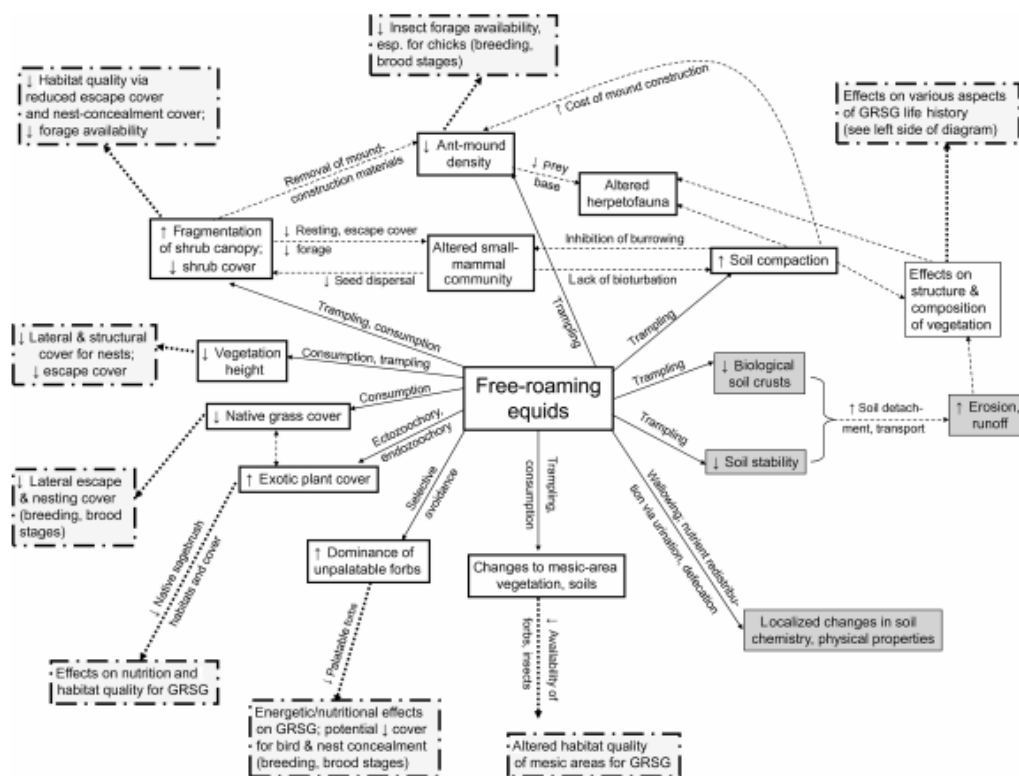 ↓ Insect forage availability,
esp. for chicks (breeding,
brood stages)
↓ Habitat quality via
reduced escape cover
and nest-concealment cover;
↓ forage availability
↑ Cost of mound construction
Effects on various aspects
of GRSG life history
(see left side of diagram)
Removal of mound-
construction materials
↓ Ant-mound
density
↓ Prey
base
Altered
herpetofauna
↑ Fragmentation
of shrub canopy;
↓ shrub cover
↓ Resting, escape cover
↓ forage
Altered small-
mammal
community
Inhibition of burrowing
↑ Soil compaction
↓ Seed dispersal
Lack of bioturbation
Effects on
structure &
composition
of vegetation
Trampling, consumption
Trampling
Trampling
↓ Lateral & structural
cover for nests;
↓ escape cover
↓ Vegetation
height
Consumption, trampling
Free-roaming
equids
Trampling
↓ Biological
soil crusts
Consumption
↓ Native grass cover
Ectozoochory,
endozoochory
Trampling
↑ Soil detach-
ment, transport
↑ Erosion,
runoff
↓ Soil stability
↓ Lateral escape
& nesting cover
(breeding, brood
stages)
↑ Exotic plant cover
Selective
avoidance
Trampling,
consumption
Wallowing; nutrient redistribu-
tion via urination, defecation
↓ Native sagebrush
habitats and cover
↑ Dominance of
unpalatable forbs
Changes to mesic-area
vegetation, soils
Localized changes in soil
chemistry, physical properties
↓ Palatable forbs
↓ Availability of
forbs, insects
Effects on nutrition and
habitat quality for GRSG
Energetic/nutritional effects
on GRSG; potential ↓ cover
for bird & nest concealment
(breeding, brood stages)
Altered habitat quality
of mesic areas for GRSG